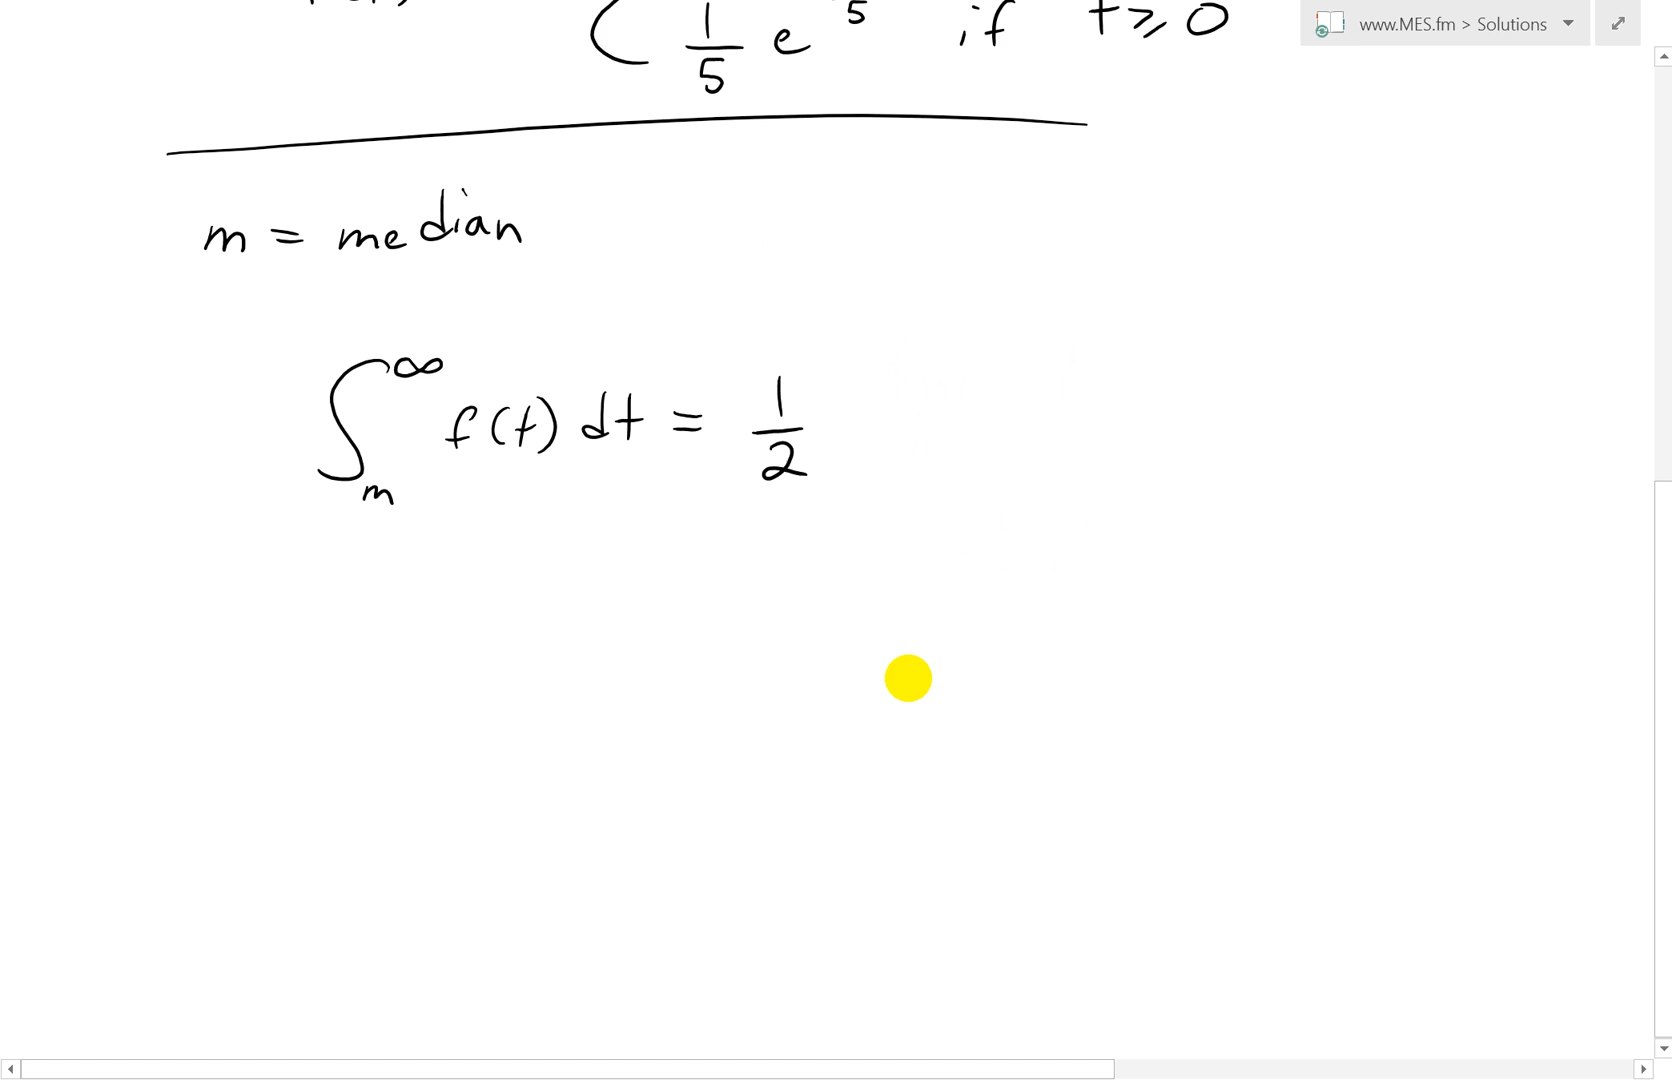 www.MES.fm > Solutions
( 1/5 e 5 if t ≥ 0
m = median
∫_m^∞ f(t) dt = 1/2